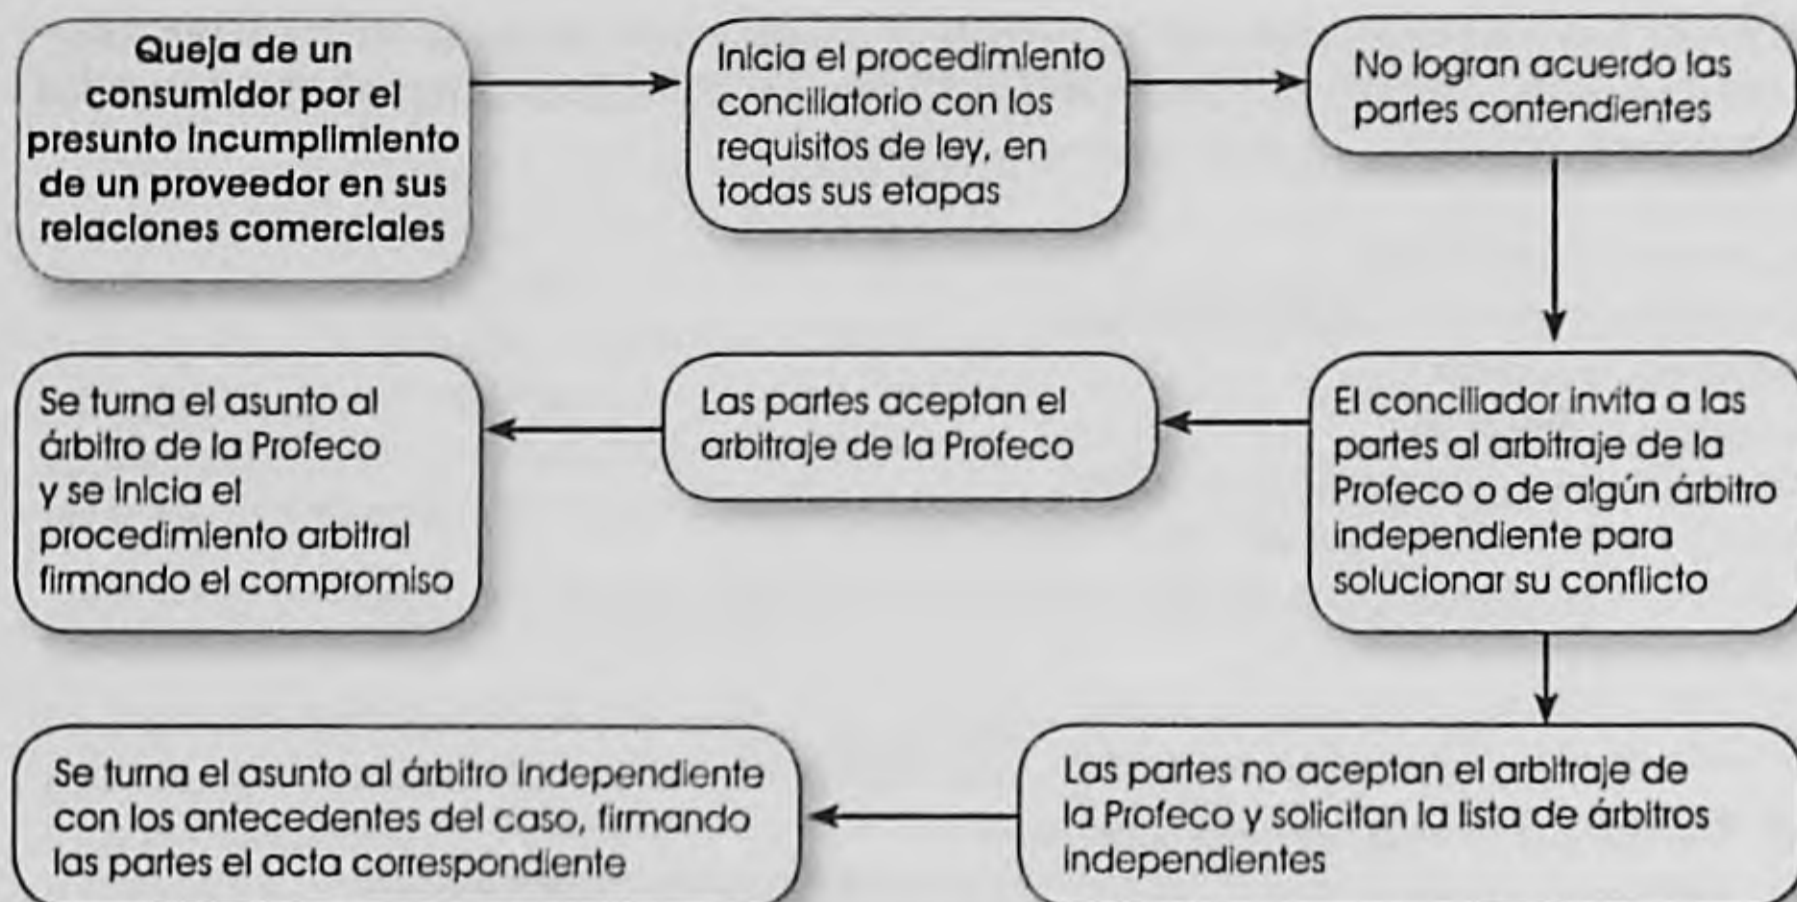 Queja de un
consumidor por el
presunto incumplimiento
de un proveedor en sus
relaciones comerciales
Inicia el procedimiento
conciliatorio con los
requisitos de ley, en
todas sus etapas
No logran acuerdo las
partes contendientes
El conciliador invita a las
partes al arbitraje de la
Profeco o de algún árbitro
independiente para
solucionar su conflicto
Las partes aceptan el
arbitraje de la Profeco
Se turna el asunto al
árbitro de la Profeco
y se inicia el
procedimiento arbitral
firmando el compromiso
Las partes no aceptan el arbitraje de
la Profeco y solicitan la lista de árbitros
independientes
Se turna el asunto al árbitro independiente
con los antecedentes del caso, firmando
las partes el acta correspondiente